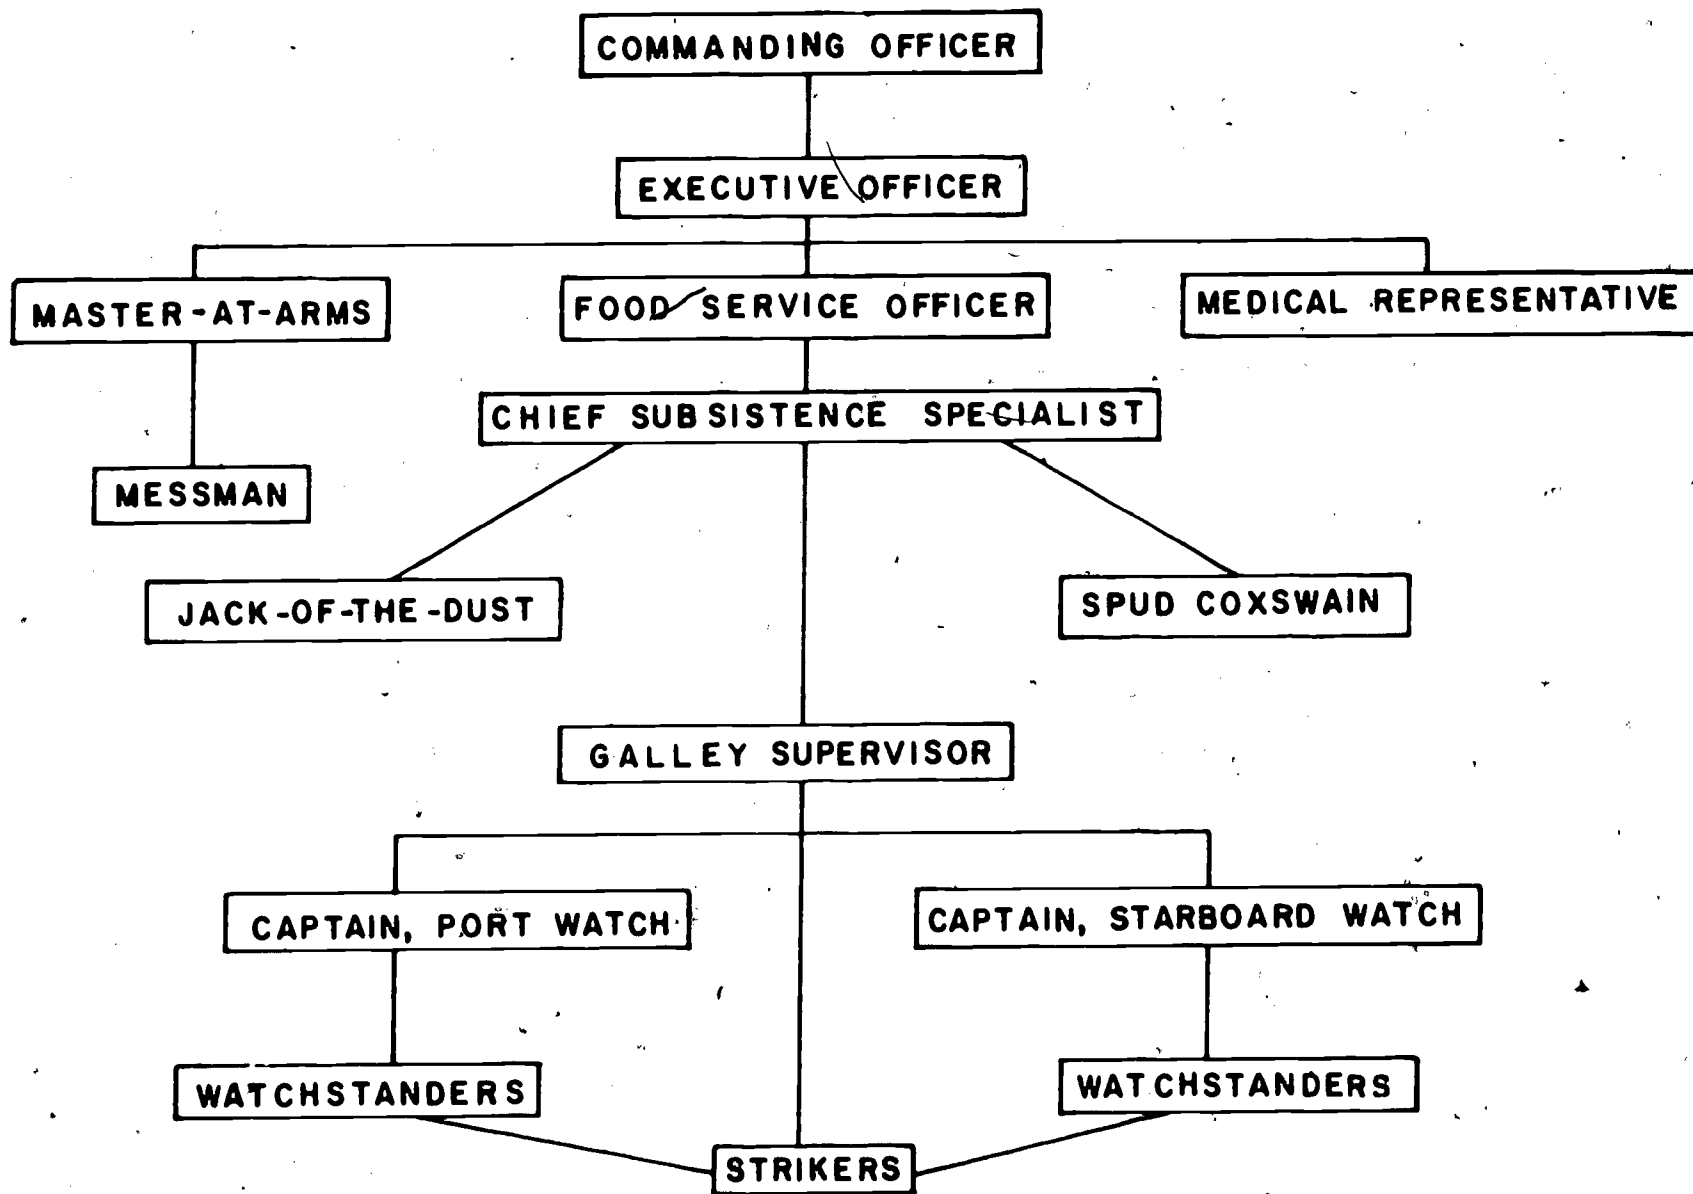 COMMANDING OFFICER
EXECUTIVE OFFICER
MASTER-AT-ARMS
FOOD SERVICE OFFICER
MEDICAL REPRESENTATIVE
CHIEF SUBSISTENCE SPECIALIST
MESSMAN
JACK-OF-THE-DUST
SPUD COXSWAIN
GALLEY SUPERVISOR
CAPTAIN, PORT WATCH
CAPTAIN, STARBOARD WATCH
WATCHSTANDERS
WATCHSTANDERS
STRIKERS